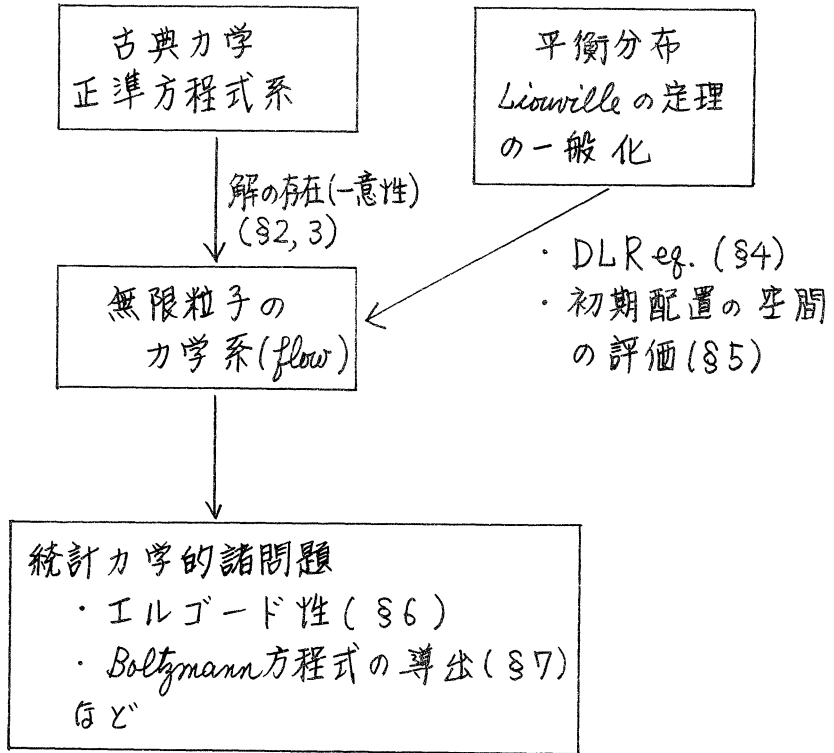 古典力学
正準方程式系
平衡分布
Liouvilleの定理
の一般化
解の存在(一意性)
(§2, 3)
・DLR eq. (§4)
・初期配置の空間
の評価(§5)
無限粒子の
力学系(flow)
統計力学的諸問題
・エルゴード性(§6)
・Boltzmann方程式の導出(§7)
など